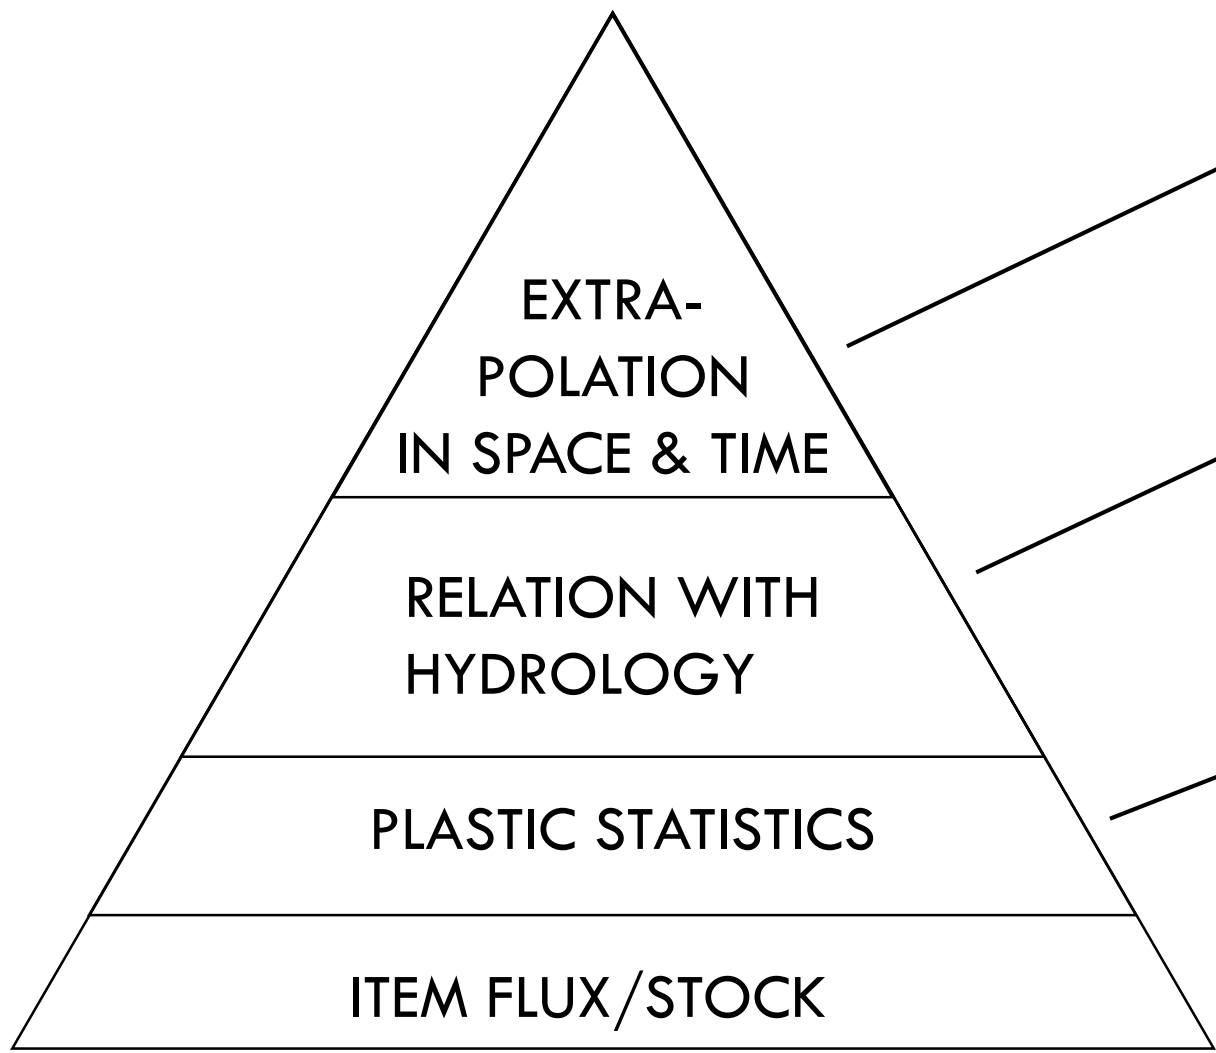 EXTRA-
POLATION
IN SPACE & TIME
RELATION WITH
HYDROLOGY
PLASTIC STATISTICS
ITEM FLUX/STOCK